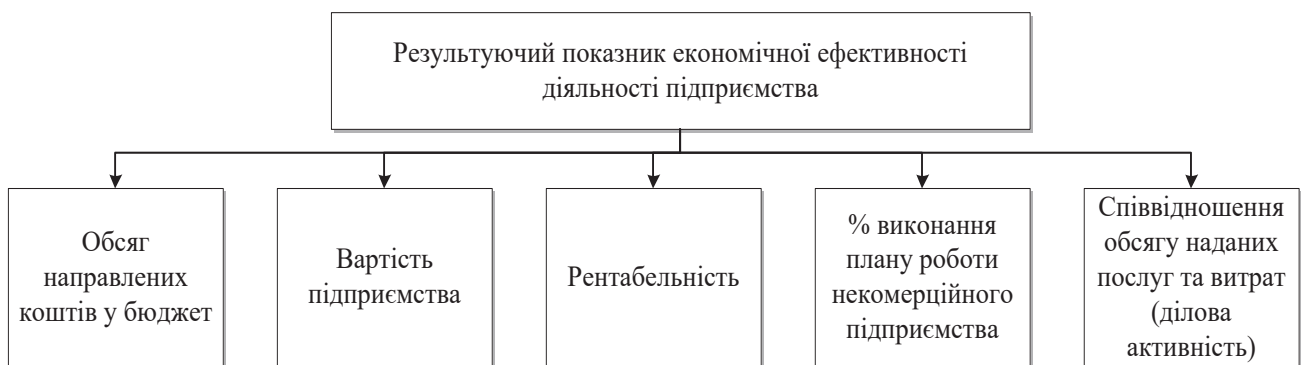 Результуючий показник економічної ефективності
діяльності підприємства
Обсяг
направлених
коштів у бюджет
Вартість
підприємства
Рентабельність
% виконання
плану роботи
некомерційного
підприємства
Співвідношення
обсягу наданих
послуг та витрат
(ділова
активність)